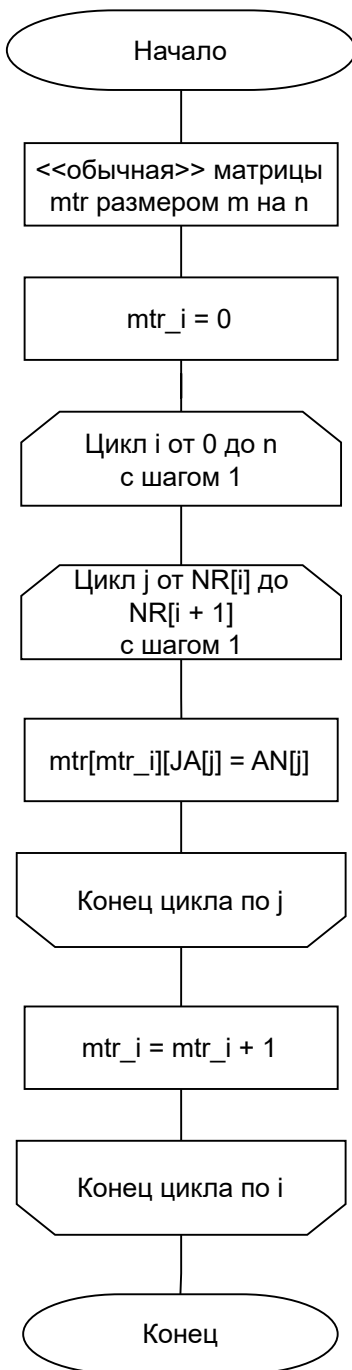 Начало
<<обычная>> матрицы
mtr размером m на n
mtr_i = 0
Цикл i от 0 до n
с шагом 1
Цикл j от NR[i] до
NR[i + 1]
с шагом 1
mtr[mtr_i][JA[j] = AN[j]
Конец цикла по j
mtr_i = mtr_i + 1
Конец цикла по i
Конец